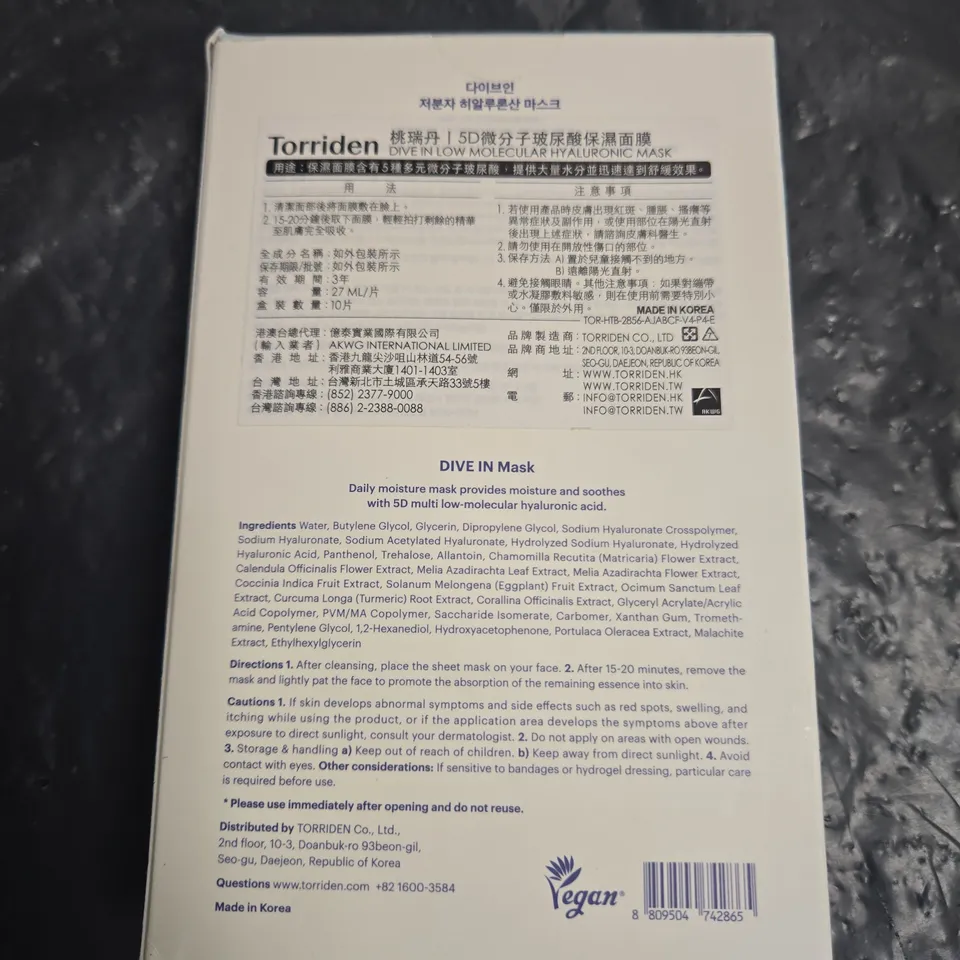 다이브인
저분자 히알루론산 마스크
Torriden 桃瑞丹 | 5D微分子玻尿酸保濕面膜
DIVE IN LOW MOLECULAR HYALURONIC MASK
用途：保濕面膜含有5種多元微分子玻尿酸，提供大量水分並迅速達到舒緩效果。
用 法
1. 清潔面部後將面膜敷在臉上。
2. 15-20分鐘後取下面膜，輕輕拍打剩餘的精華
至肌膚完全吸收。
全成分名稱：如外包裝所示
保存期限/批號：如外包裝所示
有效期間：3年
容 量：27 ML/片
盒裝數量：10片
注意事項
1. 若使用產品時皮膚出現紅斑、腫脹、搔癢等
異常症狀及副作用，或使用部位在陽光直射
後出現上述症狀，請諮詢皮膚科醫生。
2. 請勿使用在開放性傷口的部位。
3. 保存方法 A) 置於兒童接觸不到的地方。
B) 遠離陽光直射。
4. 避免接觸眼睛。其他注意事項：如果對繃帶
或水凝膠敷料敏感，則在使用前需要特別小
心。僅限於外用。
MADE IN KOREA
TOR-HTB-2856-AJABCF-V4-P4-E
港澳台總代理：億泰實業國際有限公司
(輸入業者) AKWG INTERNATIONAL LIMITED
香港地址：香港九龍尖沙咀山林道54-56號
利雅商業大廈1401-1403室
台灣地址：台灣新北市土城區承天路33號5樓
香港諮詢專線：(852) 2377-9000
台灣諮詢專線：(886) 2-2388-0088
品牌製造商：TORRIDEN CO., LTD
品牌商地址：2ND FLOOR, 10-3, DOANBUK-RO 93BEON-GIL,
SEO-GU, DAEJEON, REPUBLIC OF KOREA
網 址：WWW.TORRIDEN.HK
WWW.TORRIDEN.TW
電 郵：INFO@TORRIDEN.HK
INFO@TORRIDEN.TW
DIVE IN Mask
Daily moisture mask provides moisture and soothes
with 5D multi low-molecular hyaluronic acid.
Ingredients Water, Butylene Glycol, Glycerin, Dipropylene Glycol, Sodium Hyaluronate Crosspolymer,
Sodium Hyaluronate, Sodium Acetylated Hyaluronate, Hydrolyzed Sodium Hyaluronate, Hydrolyzed
Hyaluronic Acid, Panthenol, Trehalose, Allantoin, Chamomilla Recutita (Matricaria) Flower Extract,
Calendula Officinalis Flower Extract, Melia Azadirachta Leaf Extract, Melia Azadirachta Flower Extract,
Coccinia Indica Fruit Extract, Solanum Melongena (Eggplant) Fruit Extract, Ocimum Sanctum Leaf
Extract, Curcuma Longa (Turmeric) Root Extract, Corallina Officinalis Extract, Glyceryl Acrylate/Acrylic
Acid Copolymer, PVM/MA Copolymer, Saccharide Isomerate, Carbomer, Xanthan Gum, Trometh-
amine, Pentylene Glycol, 1,2-Hexanediol, Hydroxyacetophenone, Portulaca Oleracea Extract, Malachite
Extract, Ethylhexylglycerin
Directions 1. After cleansing, place the sheet mask on your face. 2. After 15-20 minutes, remove the
mask and lightly pat the face to promote the absorption of the remaining essence into skin.
Cautions 1. If skin develops abnormal symptoms and side effects such as red spots, swelling, and
itching while using the product, or if the application area develops the symptoms above after
exposure to direct sunlight, consult your dermatologist. 2. Do not apply on areas with open wounds.
3. Storage & handling a) Keep out of reach of children. b) Keep away from direct sunlight. 4. Avoid
contact with eyes. Other considerations: If sensitive to bandages or hydrogel dressing, particular care
is required before use.
* Please use immediately after opening and do not reuse.
Distributed by TORRIDEN Co., Ltd.,
2nd floor, 10-3, Doanbuk-ro 93beon-gil,
Seo-gu, Daejeon, Republic of Korea
Questions www.torriden.com +82 1600-3584
Made in Korea
Vegan
8 809504 742865